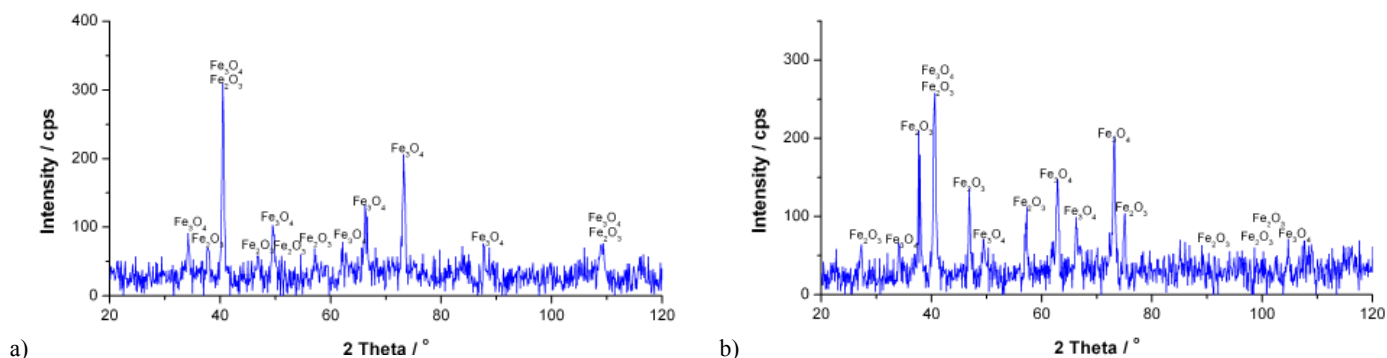 400
300
200
100
0
Intensity / cps
Fe₃O₄
Fe₂O₃
Fe₃O₄
Fe₂O₃
Fe₂O₃
Fe₃O₄
Fe₂O₃
Fe₂O₃
Fe₃O₄
Fe₃O₄
Fe₃O₄
Fe₃O₄
Fe₃O₄
Fe₂O₃
20 40 60 80 100 120
2 Theta / °
a)
300
200
100
0
Intensity / cps
Fe₂O₃
Fe₃O₄
Fe₂O₃
Fe₃O₄
Fe₂O₃
Fe₂O₃
Fe₃O₄
Fe₂O₃
Fe₃O₄
Fe₃O₄
Fe₃O₄
Fe₂O₃
Fe₂O₃
Fe₂O₃
Fe₂O₃
Fe₃O₄
20 40 60 80 100 120
2 Theta / °
b)